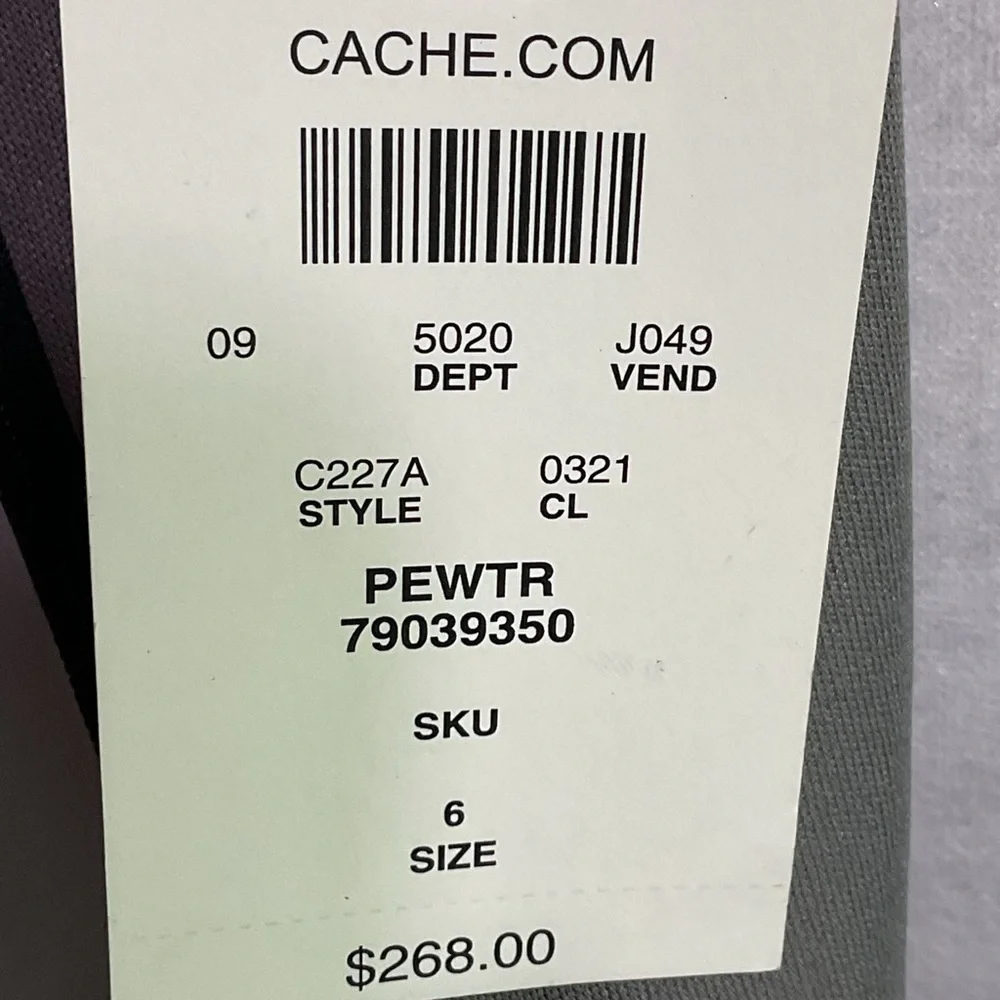 CACHE.COM
09 5020 J049
DEPT VEND
C227A 0321
STYLE CL
PEWTR
79039350
SKU
6
SIZE
$268.00